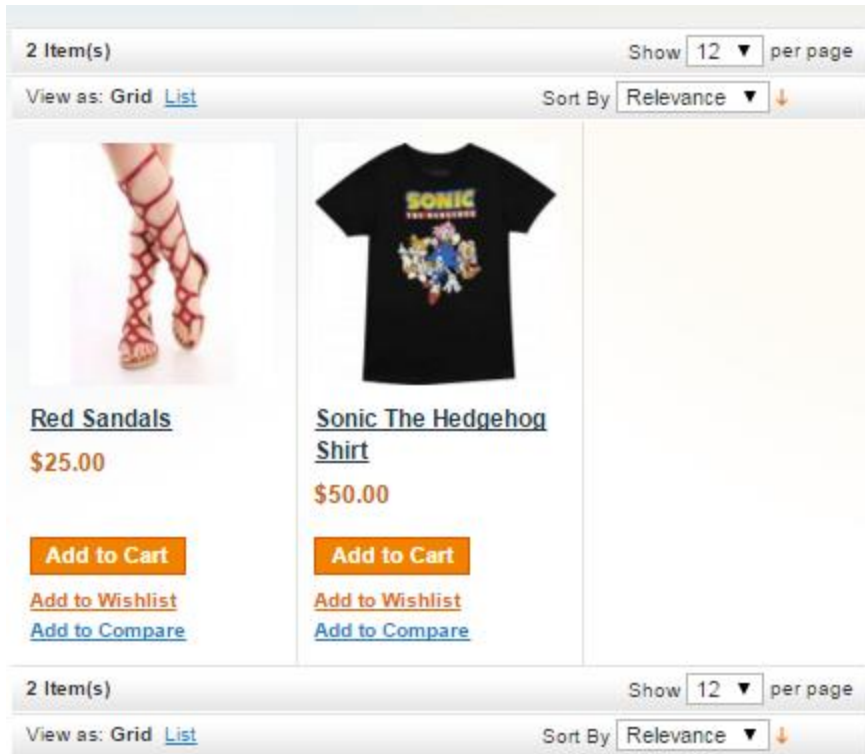 2 Item(s)
Show 12 ▼ per page
View as: Grid List
Sort By Relevance ▼ ↓
SONIC
THE HEDGEHOG
Red Sandals
$25.00
Add to Cart
Add to Wishlist
Add to Compare
Sonic The Hedgehog
Shirt
$50.00
Add to Cart
Add to Wishlist
Add to Compare
2 Item(s)
Show 12 ▼ per page
View as: Grid List
Sort By Relevance ▼ ↓